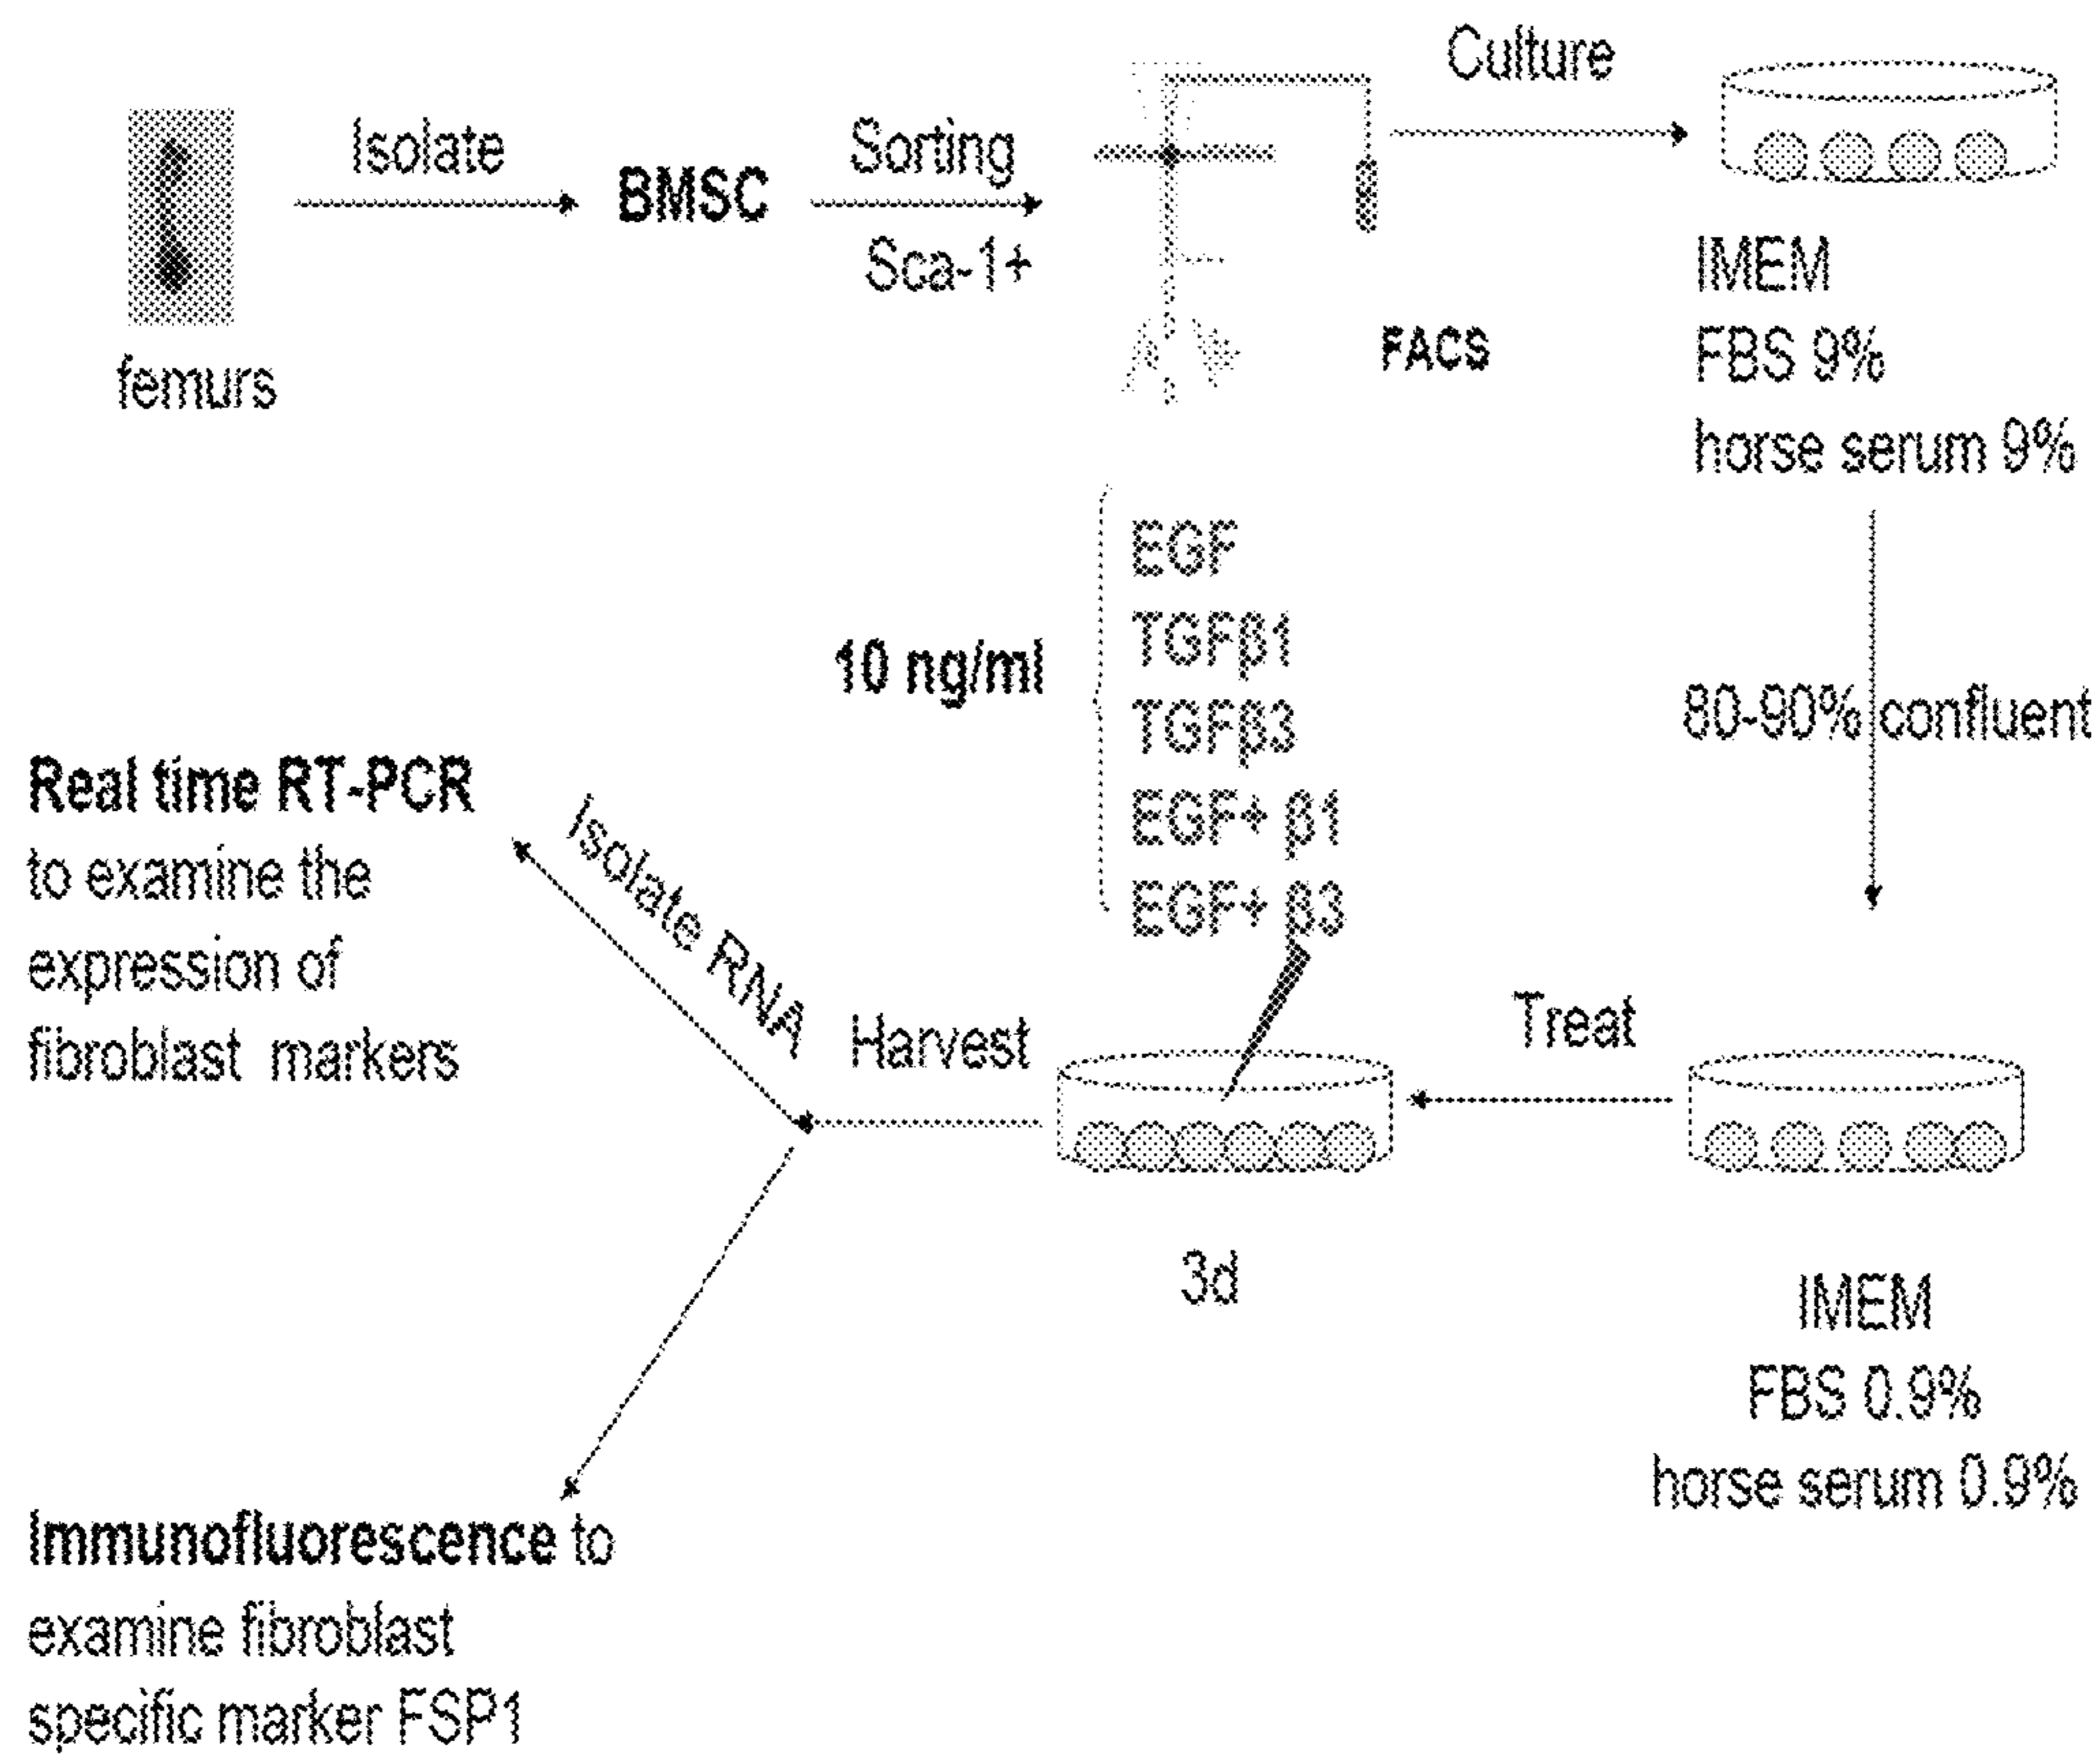 femurs
Isolate
BMSC
Sorting
Sca-1+
FACS
Culture
IMEM
FBS 9%
horse serum 9%
80-90% confluent
IMEM
FBS 0.9%
horse serum 0.9%
Treat
10 ng/ml
EGF
TGFβ1
TGFβ3
EGF+ β1
EGF+ β3
3d
Harvest
Isolate RNA
Real time RT-PCR
to examine the
expression of
fibroblast markers
Immunofluorescence to
examine fibroblast
specific marker FSP1